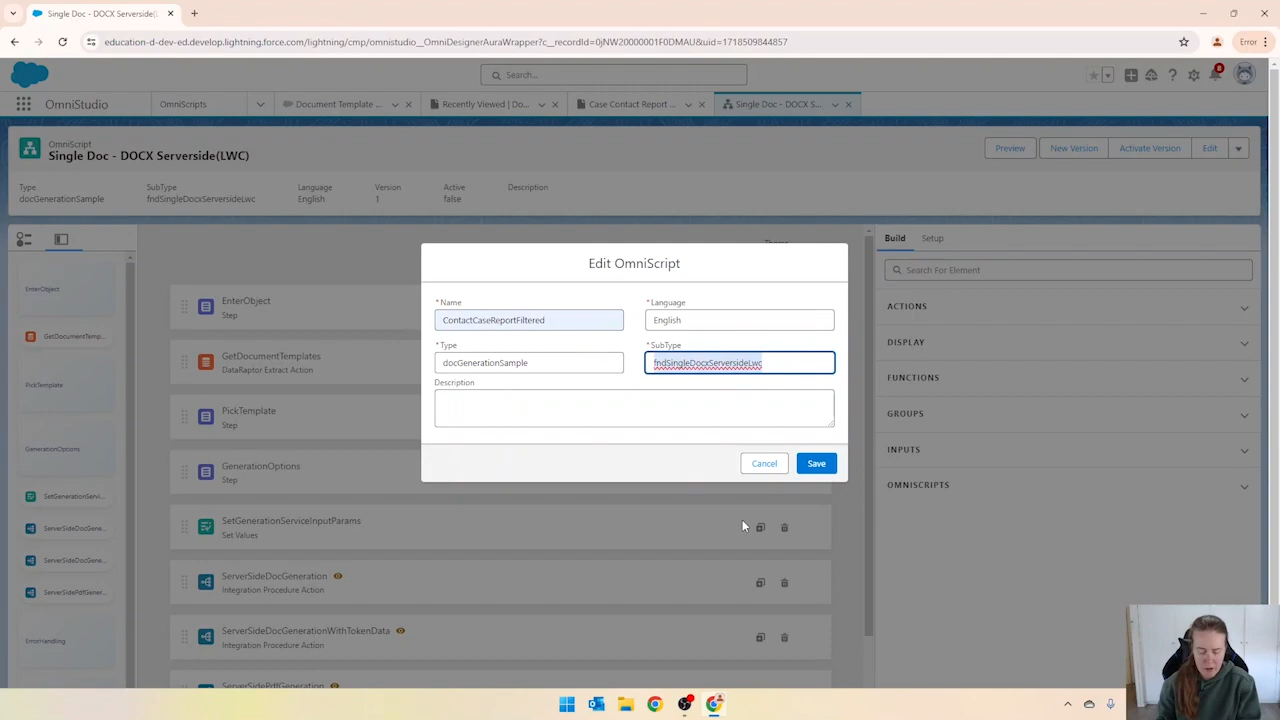 Single Doc - DOCX Serverside(L
education-d-dev-ed.develop.lightning.force.com/lightning/cmp/omnistudio__OmniDesignerAuraWrapper?c__recordId=0jNW20000001F0DMAU&uid=1718509844857
Error
Search...
8
OmniStudio
OmniScripts
Document Template ...
Recently Viewed | Do...
Case Contact Report ...
Single Doc - DOCX S...
OmniScript
Single Doc - DOCX Serverside(LWC)
Preview
New Version
Activate Version
Edit
Type
SubType
Language
Version
Active
Description
docGenerationSample
fndSingleDocxServersideLwc
English
1
false
Build
Setup
Search For Element
ACTIONS
DISPLAY
FUNCTIONS
GROUPS
INPUTS
OMNISCRIPTS
EnterObject
GetDocumentTemp...
PickTemplate
GenerationOptions
SetGenerationServi...
ServerSideDocGene...
ServerSideDocGene...
ServerSidePdfGener...
ErrorHandling
EnterObject
Step
GetDocumentTemplates
DataRaptor Extract Action
PickTemplate
Step
GenerationOptions
Step
SetGenerationServiceInputParams
Set Values
ServerSideDocGeneration
Integration Procedure Action
ServerSideDocGenerationWithTokenData
Integration Procedure Action
ServerSidePdfGeneration
Edit OmniScript
* Name
* Language
ContactCaseReportFiltered
English
* Type
* SubType
docGenerationSample
fndSingleDocxServersideLwc
Description
Cancel
Save